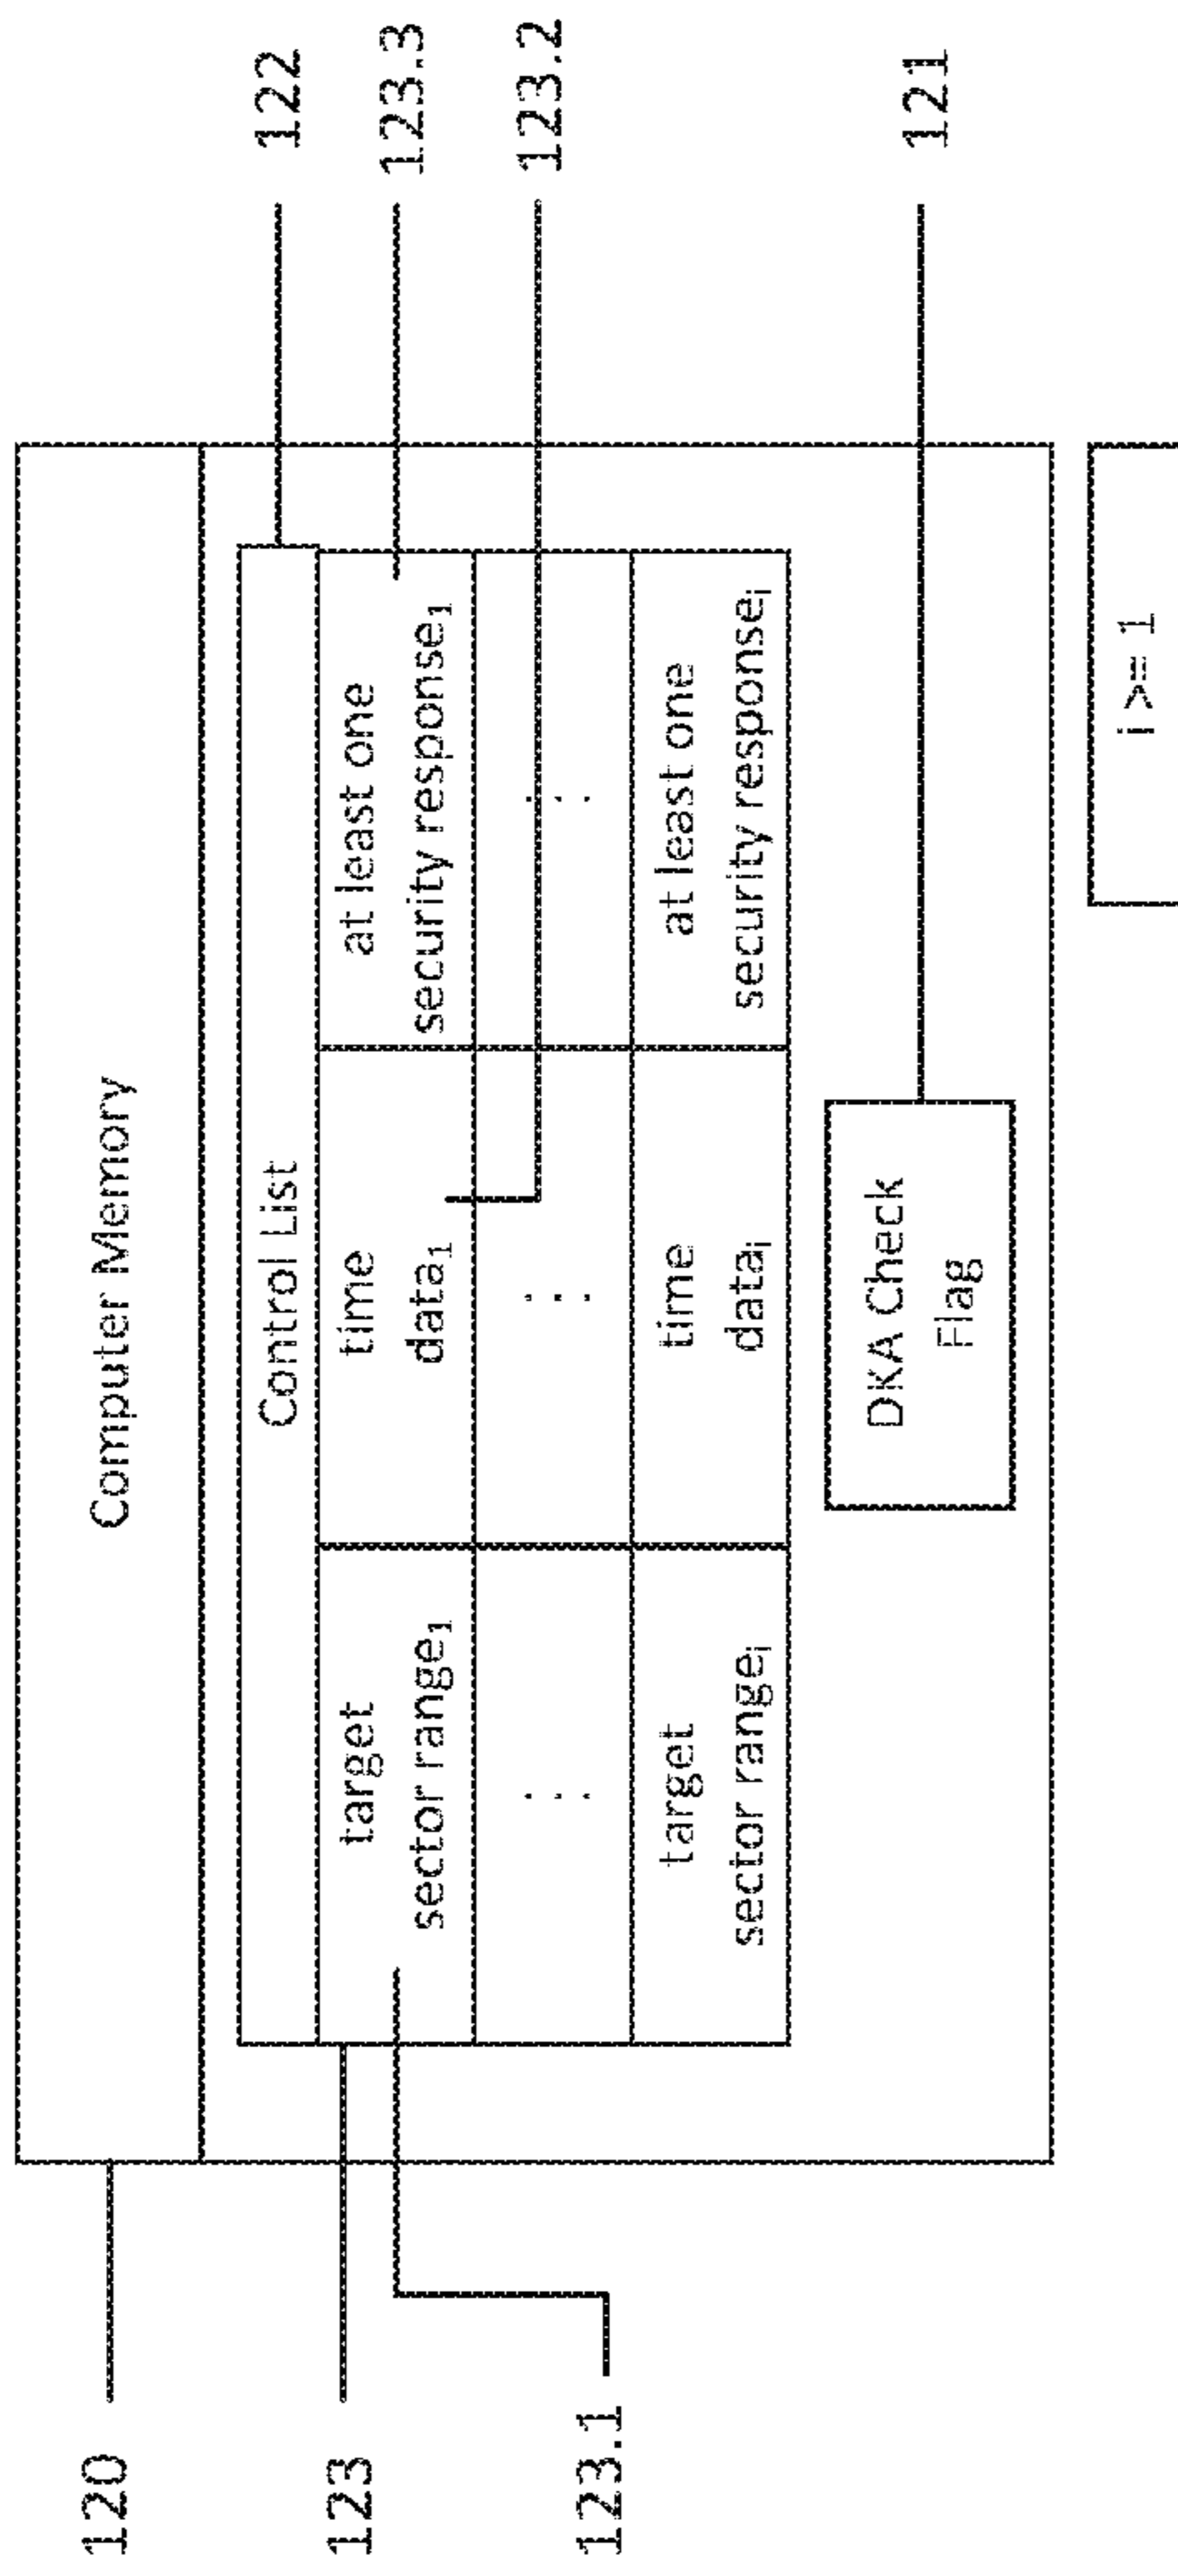 120
Computer Memory
122
Control List
123
123.3
target
sector range₁
time
data₁
at least one
security response₁
123.2
. . .
. . .
. . .
123.1
target
sector rangeᵢ
time
dataᵢ
at least one
security responseᵢ
DKA Check
Flag
121
i >= 1